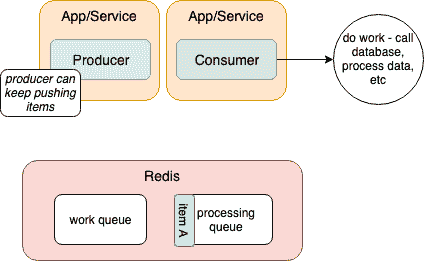 App/Service
App/Service
Producer
Consumer
do work - call
database,
process data,
etc
producer can
keep pushing
items
Redis
work queue
item A
processing
queue